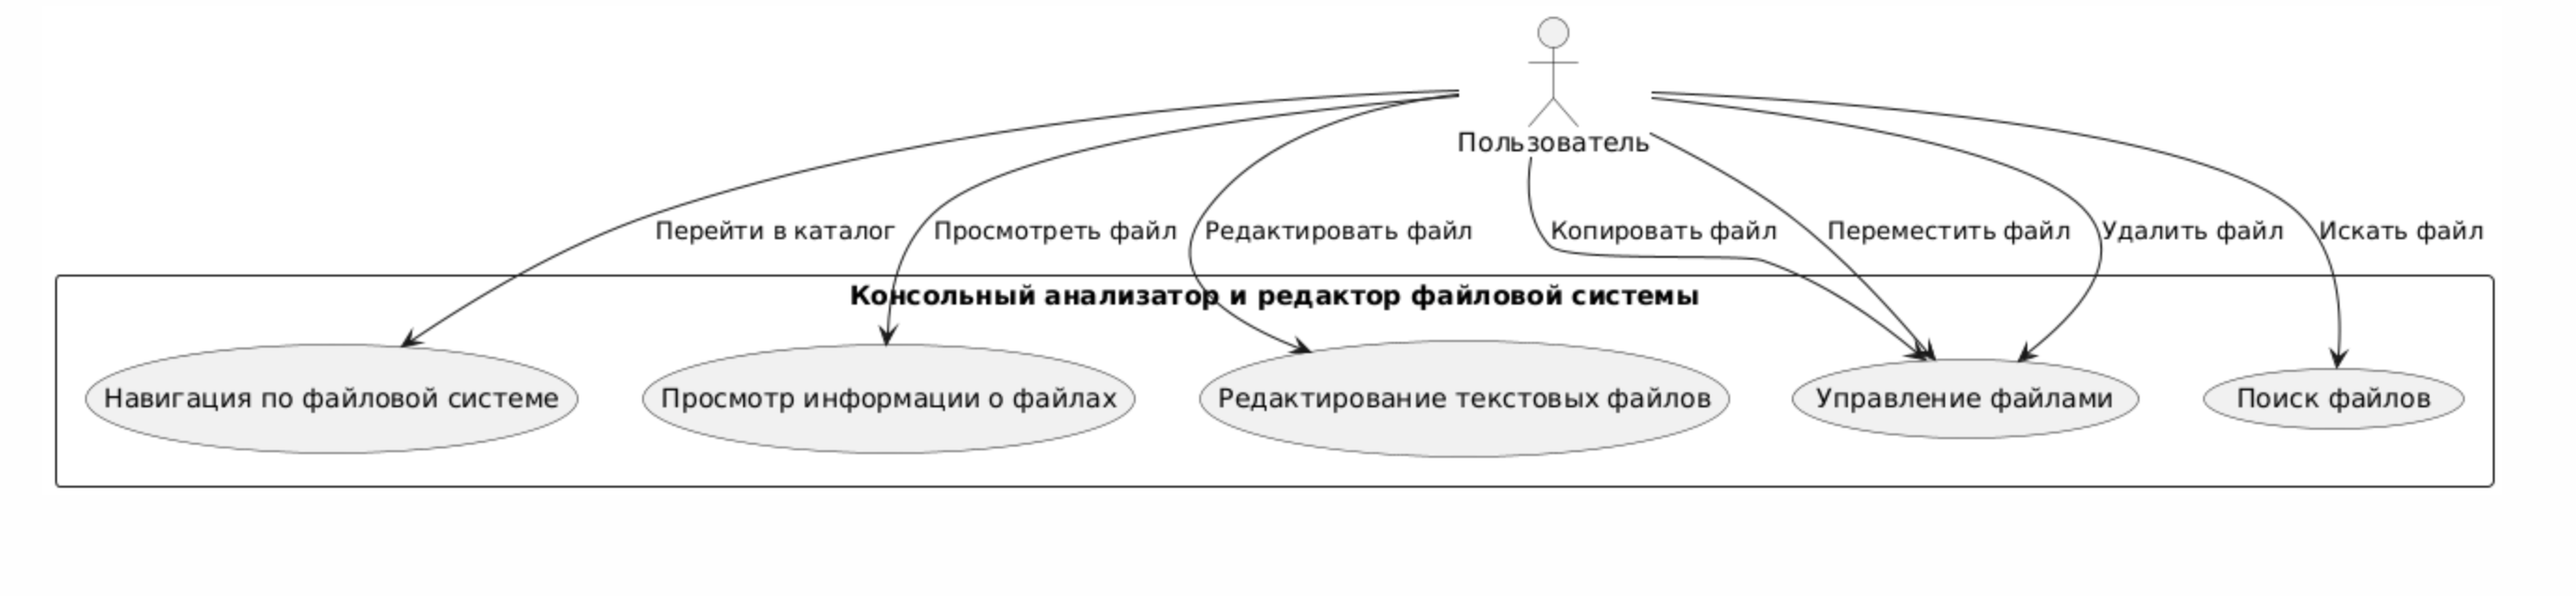 Пользователь
Перейти в каталог
Просмотреть файл
Редактировать файл
Копировать файл
Переместить файл
Удалить файл
Искать файл
Консольный анализатор и редактор файловой системы
Навигация по файловой системе
Просмотр информации о файлах
Редактирование текстовых файлов
Управление файлами
Поиск файлов